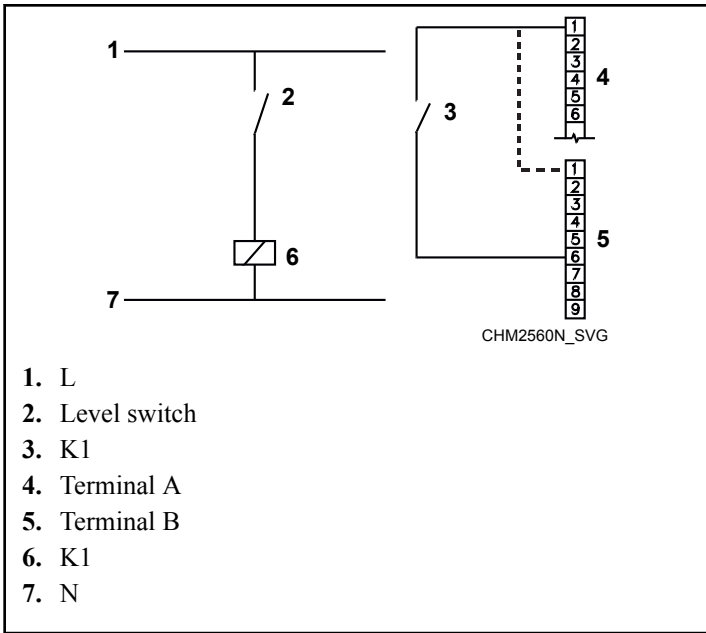 1
2
3
4
5
6
7
1
2
3
4
5
6
1
2
3
4
5
6
7
8
9
CHM2560N_SVG
1. L
2. Level switch
3. K1
4. Terminal A
5. Terminal B
6. K1
7. N